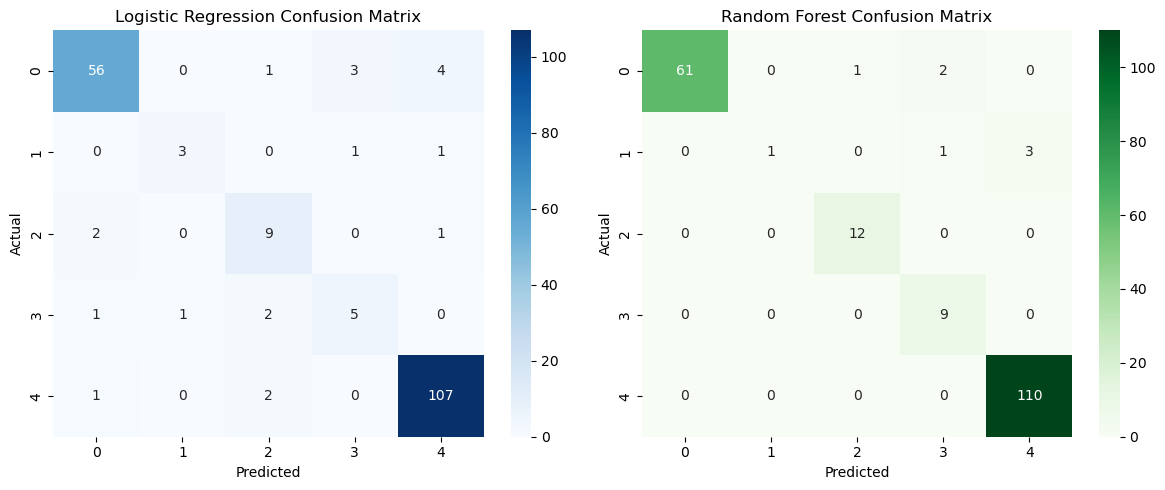 Logistic Regression Confusion Matrix
Actual
0
1
2
3
4
56 0 1 3 4
0 3 0 1 1
2 0 9 0 1
1 1 2 5 0
1 0 2 0 107
0 1 2 3 4
Predicted
100
80
60
40
20
0
Random Forest Confusion Matrix
Actual
0
1
2
3
4
61 0 1 2 0
0 1 0 1 3
0 0 12 0 0
0 0 0 9 0
0 0 0 0 110
0 1 2 3 4
Predicted
100
80
60
40
20
0